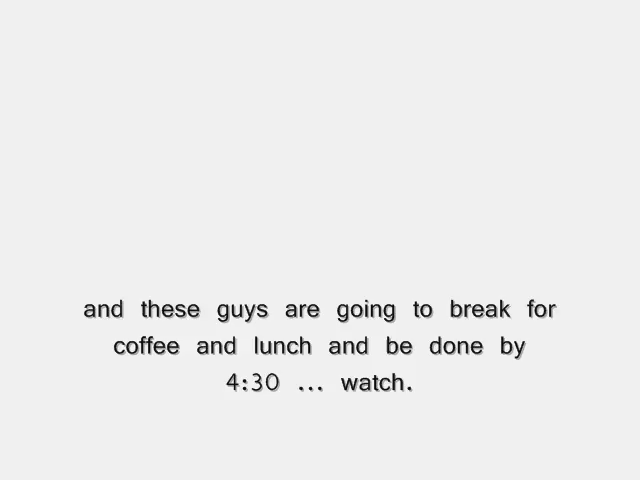 and these guys are going to break for
coffee and lunch and be done by
4:30 ... watch.